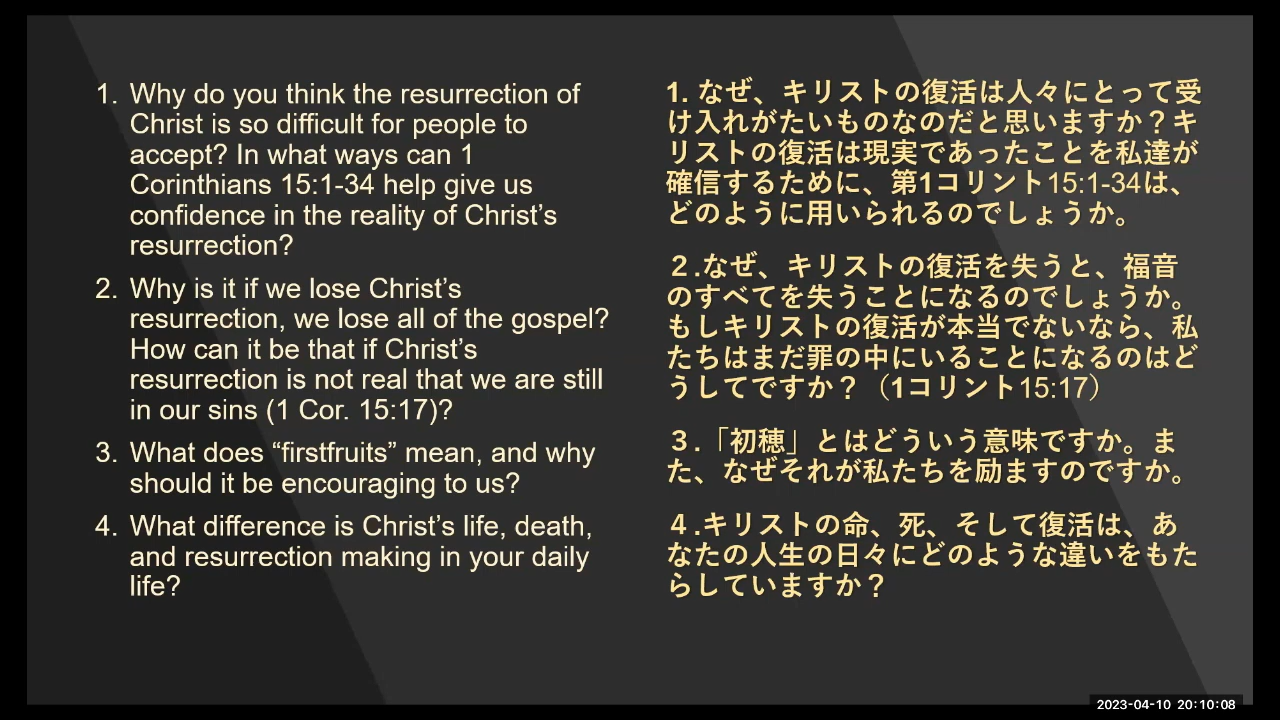 1. Why do you think the resurrection of
Christ is so difficult for people to
accept? In what ways can 1
Corinthians 15:1-34 help give us
confidence in the reality of Christ’s
resurrection?
2. Why is it if we lose Christ’s
resurrection, we lose all of the gospel?
How can it be that if Christ’s
resurrection is not real that we are still
in our sins (1 Cor. 15:17)?
3. What does “firstfruits” mean, and why
should it be encouraging to us?
4. What difference is Christ’s life, death,
and resurrection making in your daily
life?
1. なぜ、キリストの復活は人々にとって受
け入れがたいものなのだと思いますか？キ
リストの復活は現実であったことを私達が
確信するために、第1コリント15:1-34は、
どのように用いられるのでしょうか。
２.なぜ、キリストの復活を失うと、福音
のすべてを失うことになるのでしょうか。
もしキリストの復活が本当でないなら、私
たちはまだ罪の中にいることになるのはど
うしてですか？（1コリント15:17）
３.「初穂」とはどういう意味ですか。ま
た、なぜそれが私たちを励ますのですか。
４.キリストの命、死、そして復活は、あ
なたの人生の日々にどのような違いをもた
らしていますか？
2023-04-10 20:10:08